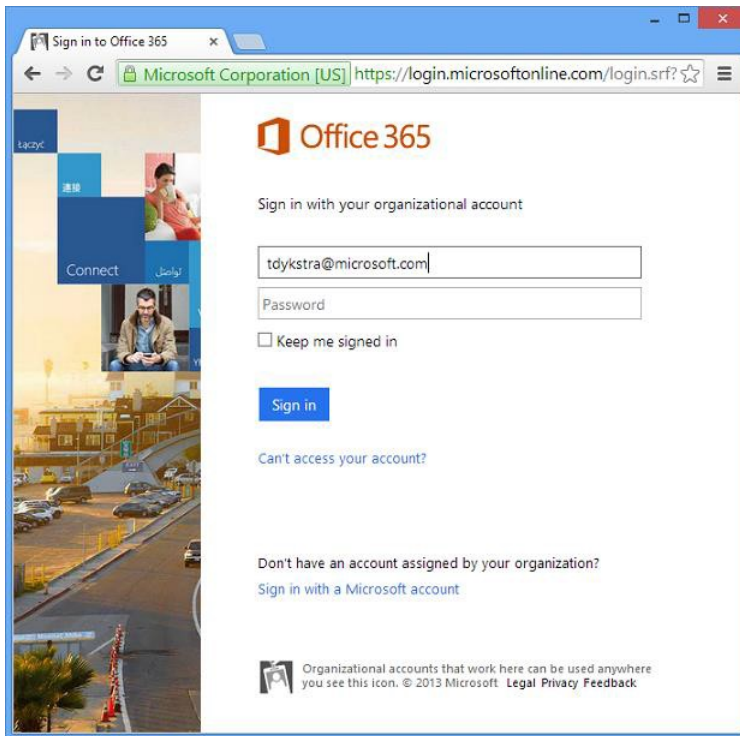 Sign in to Office 365
Microsoft Corporation [US] https://login.microsoftonline.com/login.srf?
Łączyć
連接
Connect
تواصل
Office 365
Sign in with your organizational account
tdykstra@microsoft.com
Password
Keep me signed in
Sign in
Can't access your account?
Don't have an account assigned by your organization?
Sign in with a Microsoft account
Organizational accounts that work here can be used anywhere
you see this icon. © 2013 Microsoft Legal Privacy Feedback